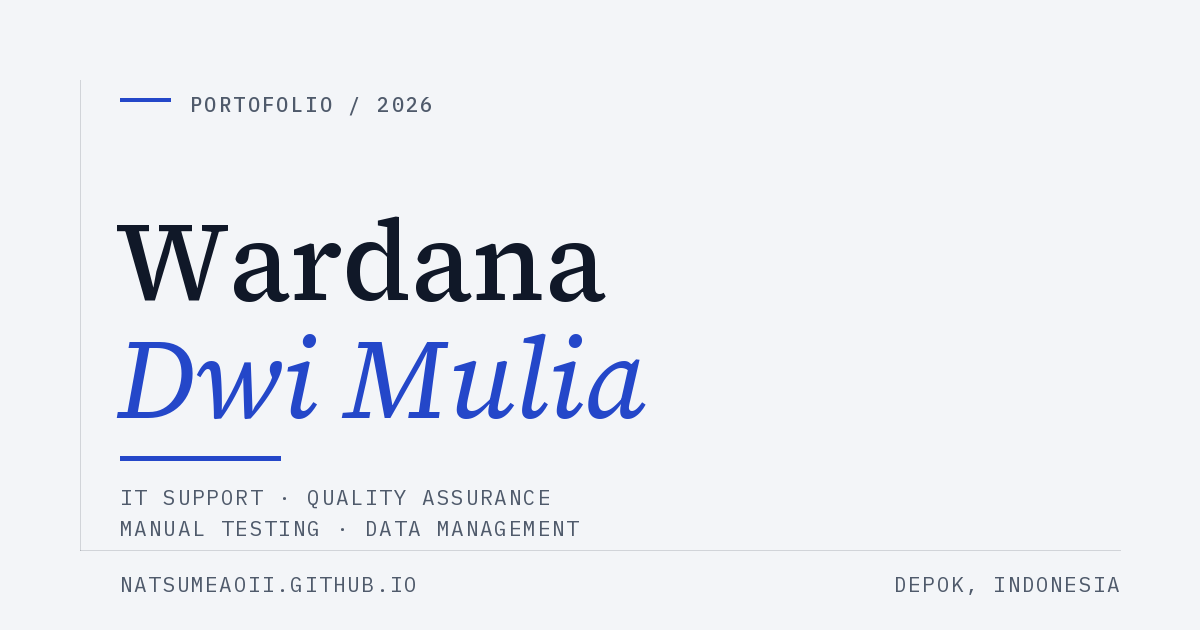 PORTOFOLIO / 2026
Wardana
Dwi Mulia
IT SUPPORT · QUALITY ASSURANCE
MANUAL TESTING · DATA MANAGEMENT
NATSUMEAOII.GITHUB.IO
DEPOK, INDONESIA